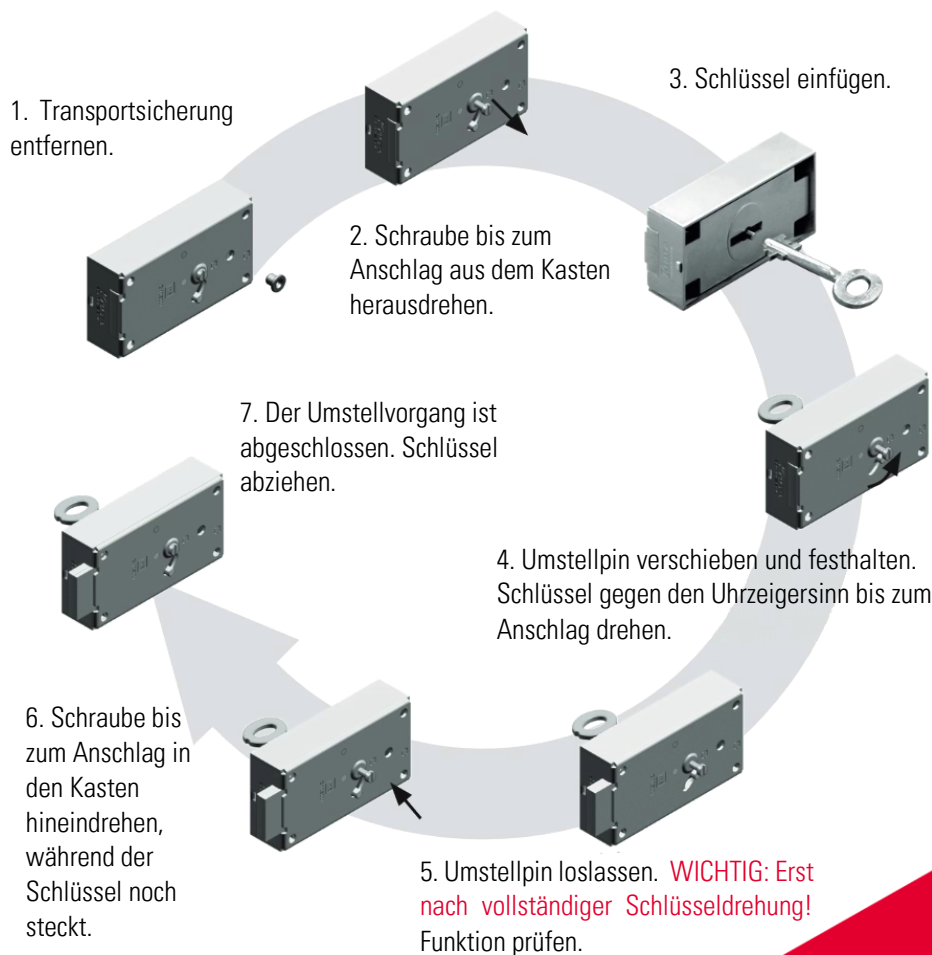 1. Transportsicherung
entfernen.
2. Schraube bis zum
Anschlag aus dem Kasten
herausdrehen.
3. Schlüssel einfügen.
4. Umstellpin verschieben und festhalten.
Schlüssel gegen den Uhrzeigersinn bis zum
Anschlag drehen.
5. Umstellpin loslassen. WICHTIG: Erst
nach vollständiger Schlüsseldrehung!
Funktion prüfen.
6. Schraube bis
zum Anschlag in
den Kasten
hineindrehen,
während der
Schlüssel noch
steckt.
7. Der Umstellvorgang ist
abgeschlossen. Schlüssel
abziehen.